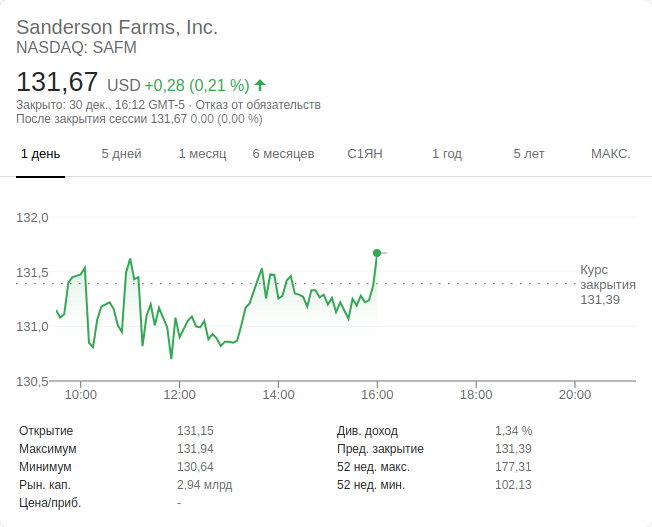 Sanderson Farms, Inc.
NASDAQ: SAFM
131,67 USD +0,28 (0,21 %)
Закрыто: 30 дек., 16:12 GMT-5 · Отказ от обязательств
После закрытия сессии 131,67 0,00 (0,00 %)
1 день 5 дней 1 месяц 6 месяцев С1ЯН 1 год 5 лет МАКС.
132,0
131,5
131,0
130,5
Курс
закрытия
131,39
10:00 12:00 14:00 16:00 18:00 20:00
Открытие 131,15 Див. доход 1,34 %
Максимум 131,94 Пред. закрытие 131,39
Минимум 130,64 52 нед. макс. 177,31
Рын. кап. 2,94 млрд 52 нед. мин. 102,13
Цена/приб. -